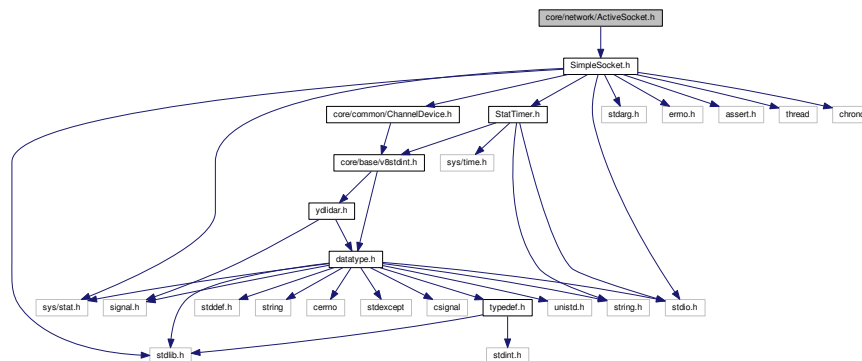 core/network/ActiveSocket.h
SimpleSocket.h
core/common/ChannelDevice.h
StatTimer.h
stdarg.h
errno.h
assert.h
thread
chrono
core/base/v8stdint.h
sys/time.h
ydlidar.h
datatype.h
sys/stat.h
signal.h
stddef.h
string
cerrno
stdexcept
csignal
typedef.h
unistd.h
string.h
stdio.h
stdlib.h
stdint.h